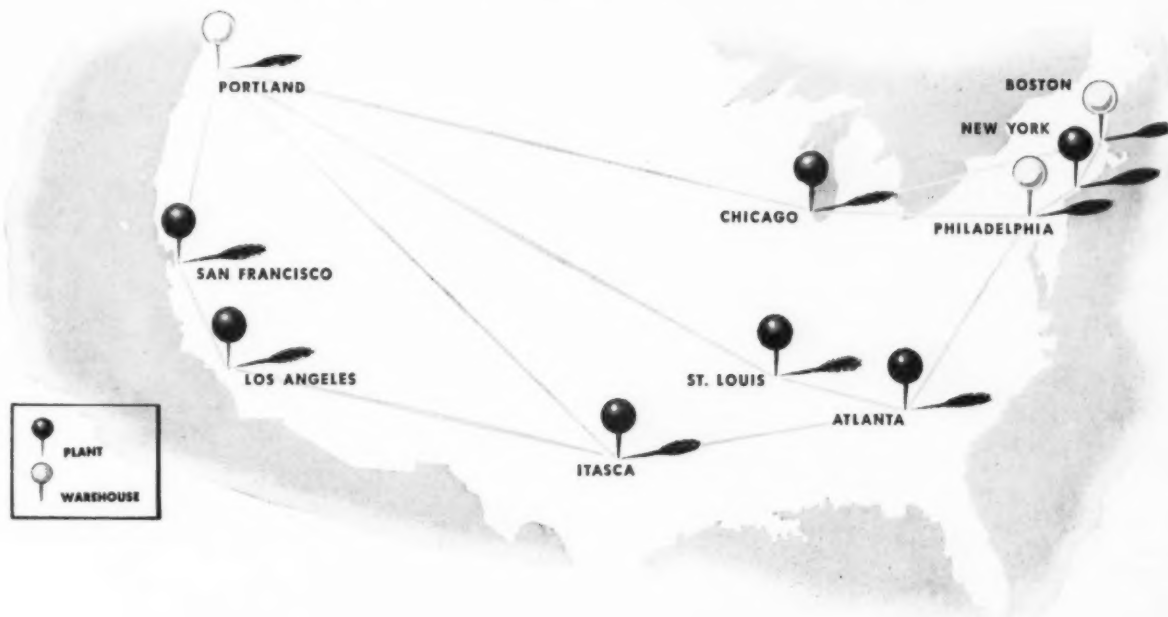 PORTLAND
BOSTON
NEW YORK
CHICAGO
PHILADELPHIA
SAN FRANCISCO
LOS ANGELES
ST. LOUIS
ATLANTA
ITASCA
PLANT
WAREHOUSE